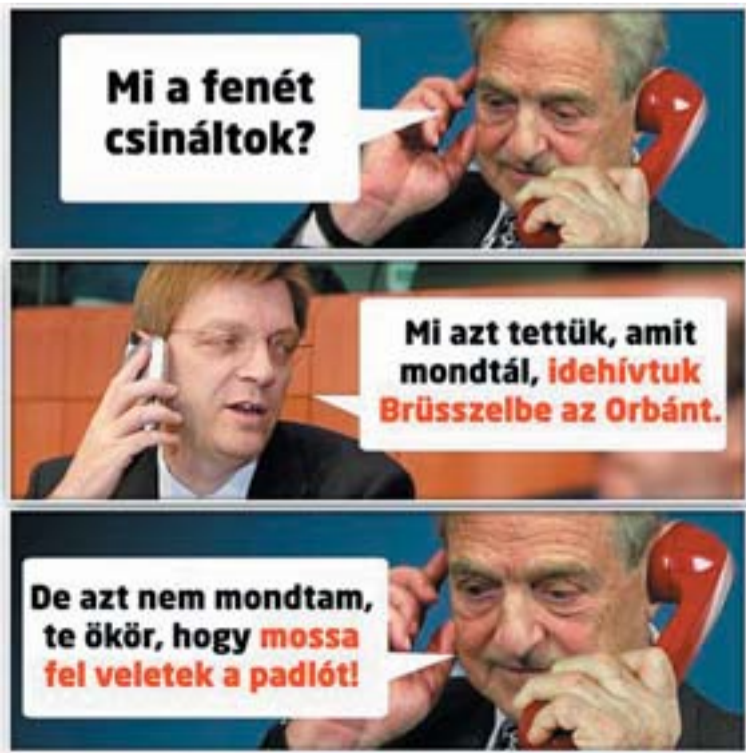 Mi a fenét
csináltok?
Mi azt tettük, amit
mondtál, idehívtuk
Brüsszelbe az Orbánt.
De azt nem mondtam,
te ökör, hogy mossa
fel veletek a padlót!